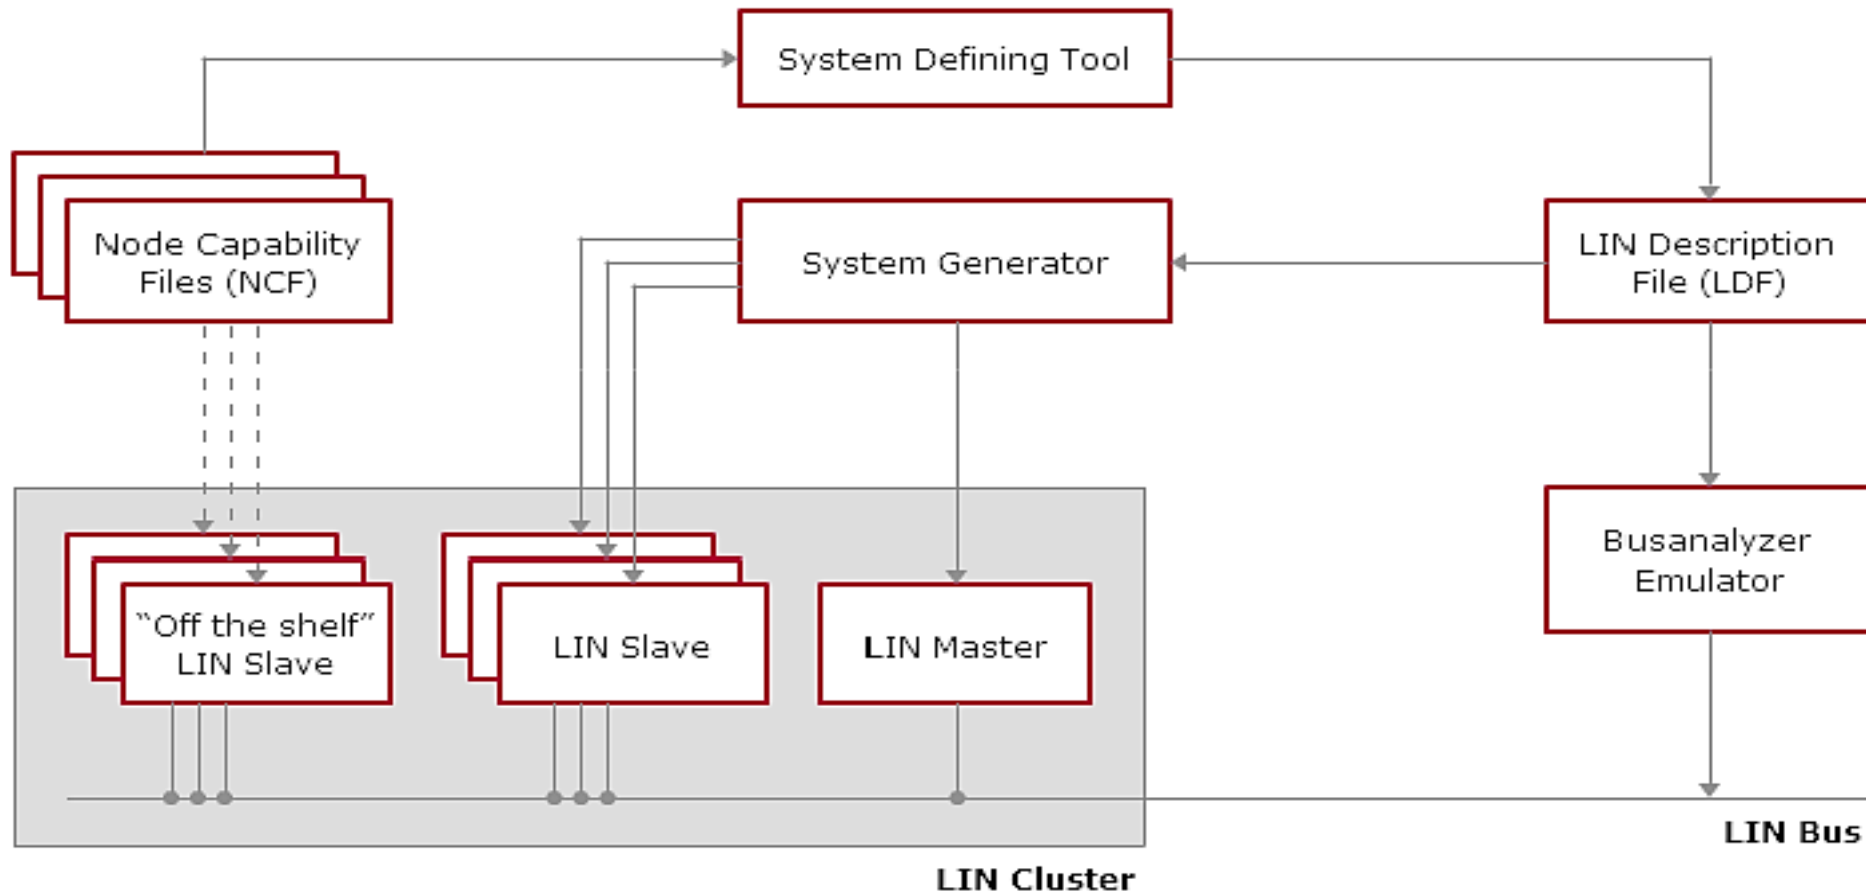 System Defining Tool
Node Capability
Files (NCF)
System Generator
LIN Description
File (LDF)
“Off the shelf”
LIN Slave
LIN Slave
LIN Master
Busanalyzer
Emulator
LIN Bus
LIN Cluster